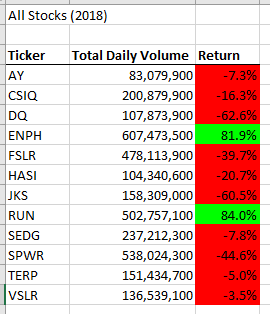 All Stocks (2018)
Ticker Total Daily Volume Return
AY 83,079,900 -7.3%
CSIQ 200,879,900 -16.3%
DQ 107,873,900 -62.6%
ENPH 607,473,500 81.9%
FSLR 478,113,900 -39.7%
HASI 104,340,600 -20.7%
JKS 158,309,000 -60.5%
RUN 502,757,100 84.0%
SEDG 237,212,300 -7.8%
SPWR 538,024,300 -44.6%
TERP 151,434,700 -5.0%
VSLR 136,539,100 -3.5%